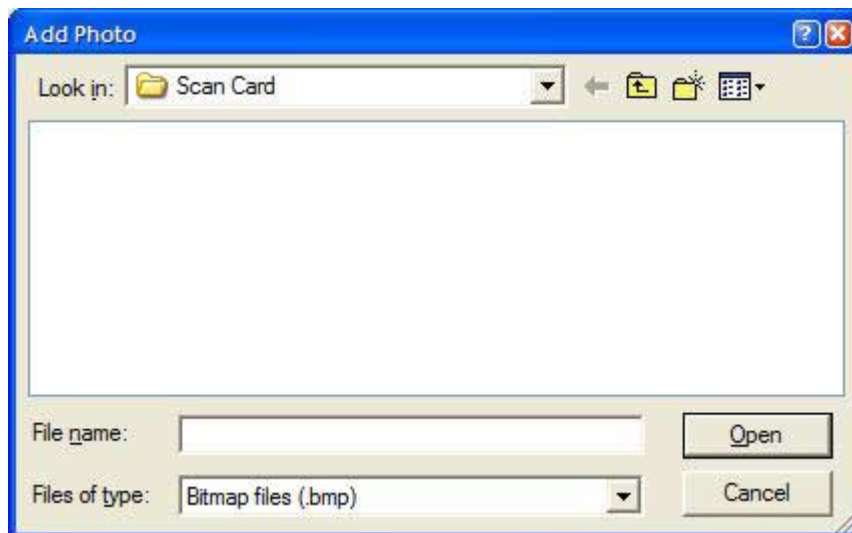 Add Photo
Look in: Scan Card
File name: Open
Files of type: Bitmap files (.bmp) Cancel